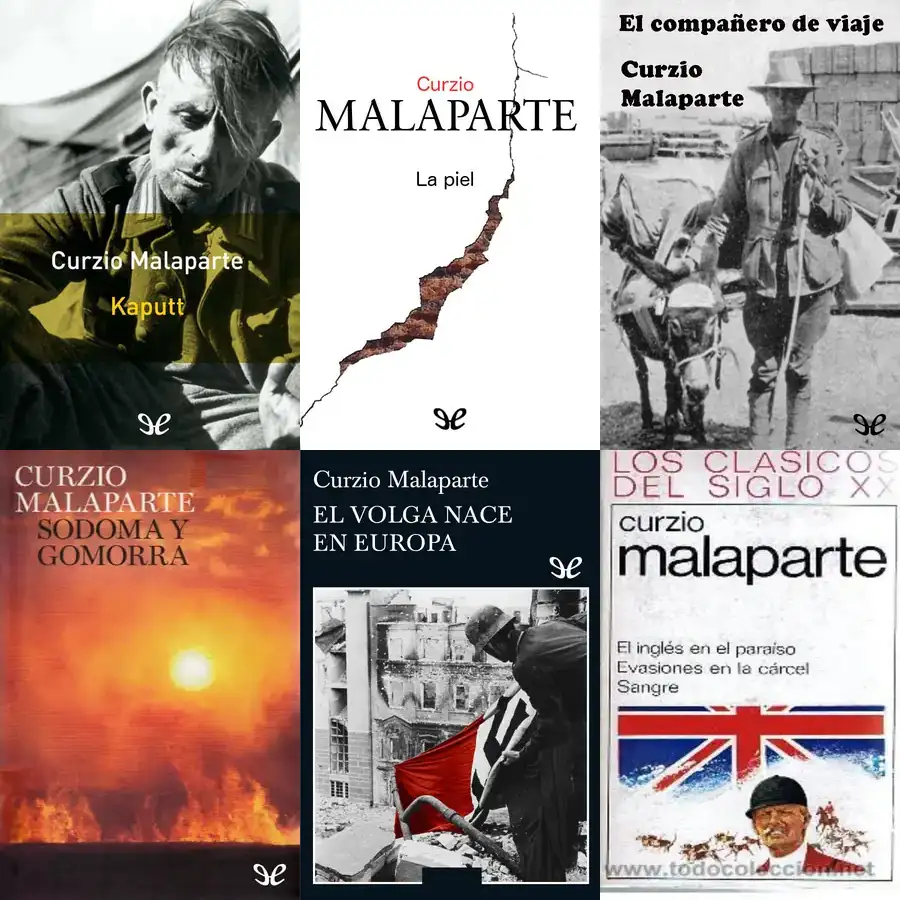 Curzio Malaparte
Kaputt
Curzio
MALAPARTE
La piel
El compañero de viaje
Curzio
Malaparte
CURZIO
MALAPARTE
SODOMA Y
GOMORRA
Curzio Malaparte
EL VOLGA NACE
EN EUROPA
LOS CLASICOS
DEL SIGLO XX
curzio
malaparte
El inglés en el paraíso
Evasiones en la cárcel
Sangre
www.todocoleccion.net